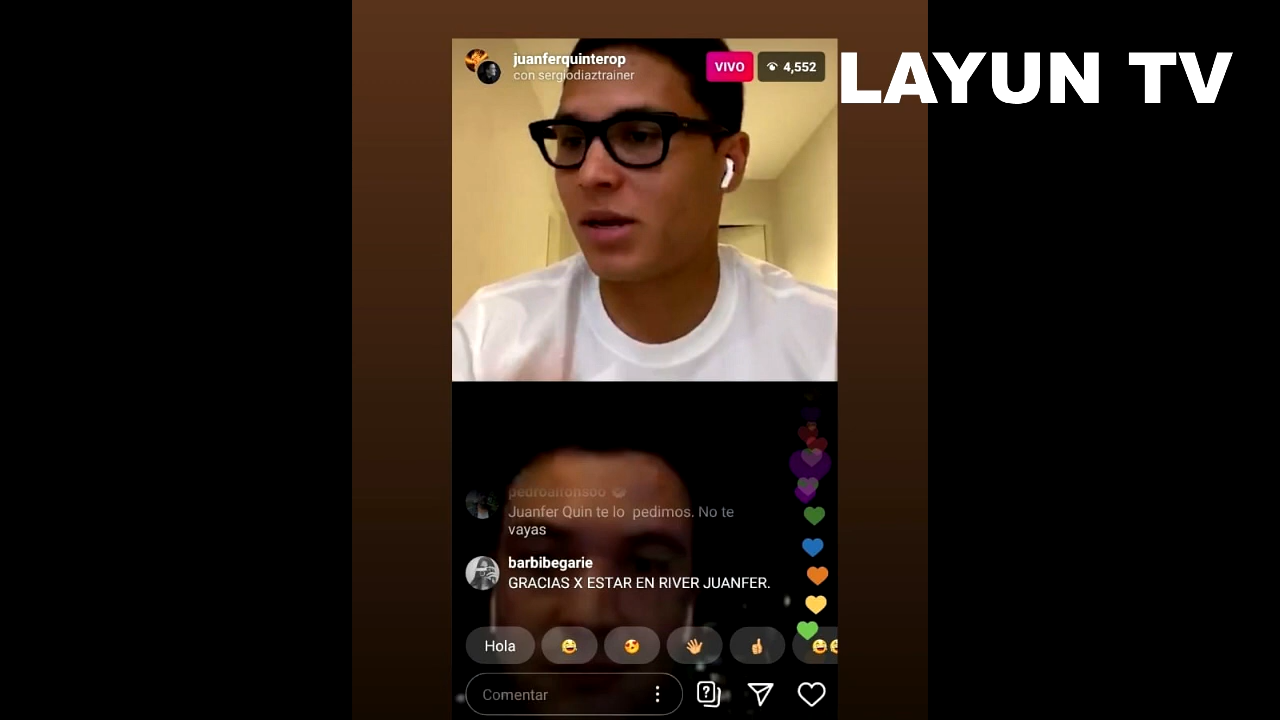 juanferquinterop
con sergiodiaztrainer
VIVO
4,552
LAYUN TV
pedroalfonsoo
Juanfer Quin te lo pedimos. No te
vayas
barbibegarie
GRACIAS X ESTAR EN RIVER JUANFER.
Hola
Comentar